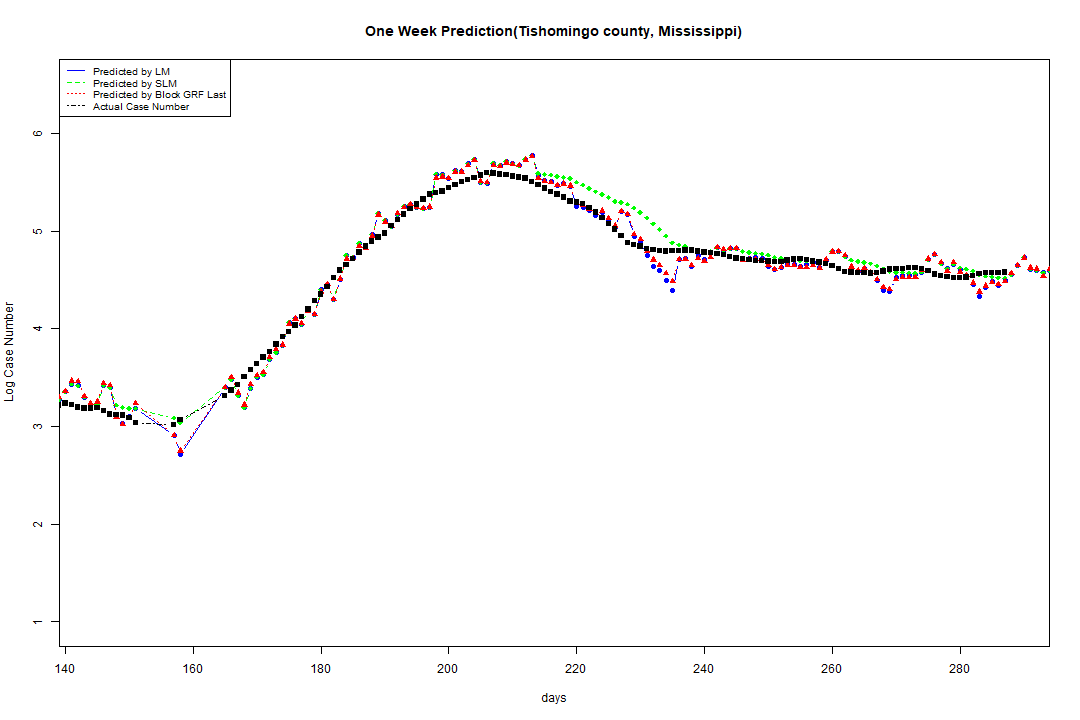 One Week Prediction(Tishomingo county, Mississippi)
Predicted by LM
Predicted by SLM
Predicted by Block GRF Last
Actual Case Number
Log Case Number
6
5
4
3
2
1
140 160 180 200 220 240 260 280
days